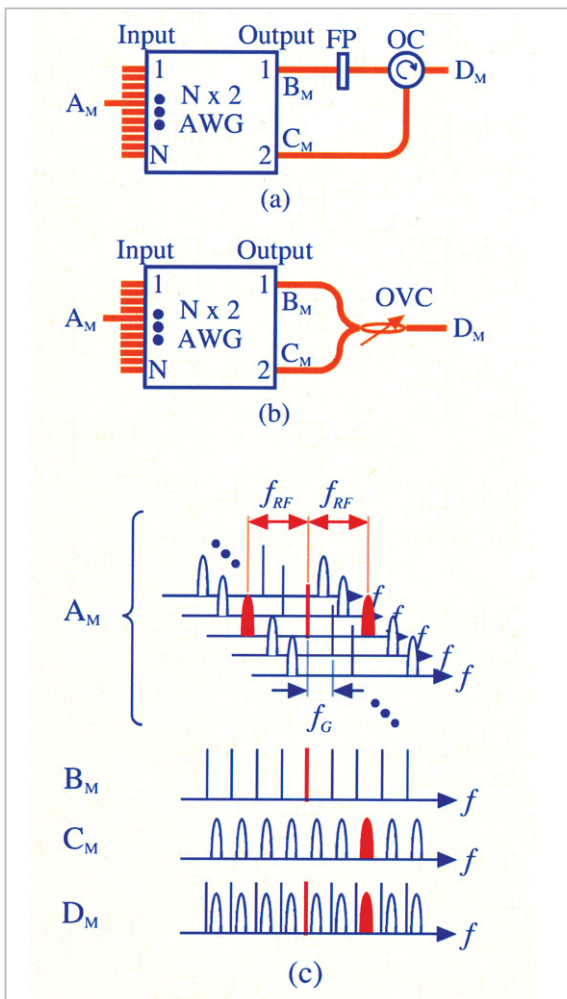 Input Output FP OC
1 1
A_M N x 2 B_M D_M
AWG C_M
N 2
(a)
Input Output
1 1
A_M N x 2 B_M OVC D_M
AWG C_M
N 2
(b)
f_RF f_RF
A_M
f
f
f
f
f
f_G
B_M f
C_M f
D_M f
(c)